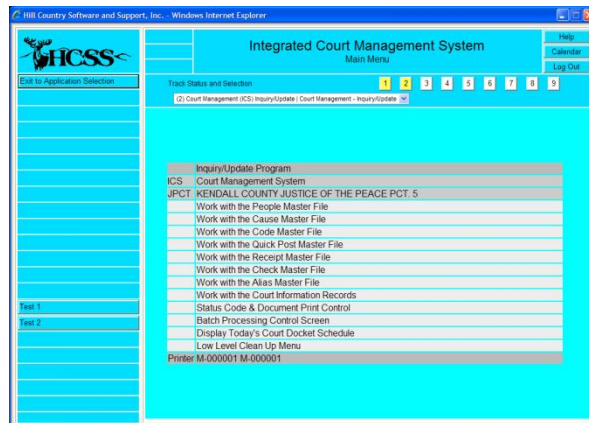 Hill Country Software and Support, Inc. - Windows Internet Explorer
HCSS
Integrated Court Management System
Main Menu
Help
Calendar
Log Out
Exit to Application Selection
Track Status and Selection
1 2 3 4 5 6 7 8 9
(2) Court Management (ICS) Inquiry/Update | Court Management - Inquiry/Update
Inquiry/Update Program
ICS Court Management System
JPCT KENDALL COUNTY JUSTICE OF THE PEACE PCT. 5
Work with the People Master File
Work with the Cause Master File
Work with the Code Master File
Work with the Quick Post Master File
Work with the Receipt Master File
Work with the Check Master File
Work with the Alias Master File
Work with the Court Information Records
Status Code & Document Print Control
Batch Processing Control Screen
Display Today's Court Docket Schedule
Low Level Clean Up Menu
Printer M-000001 M-000001
Test 1
Test 2